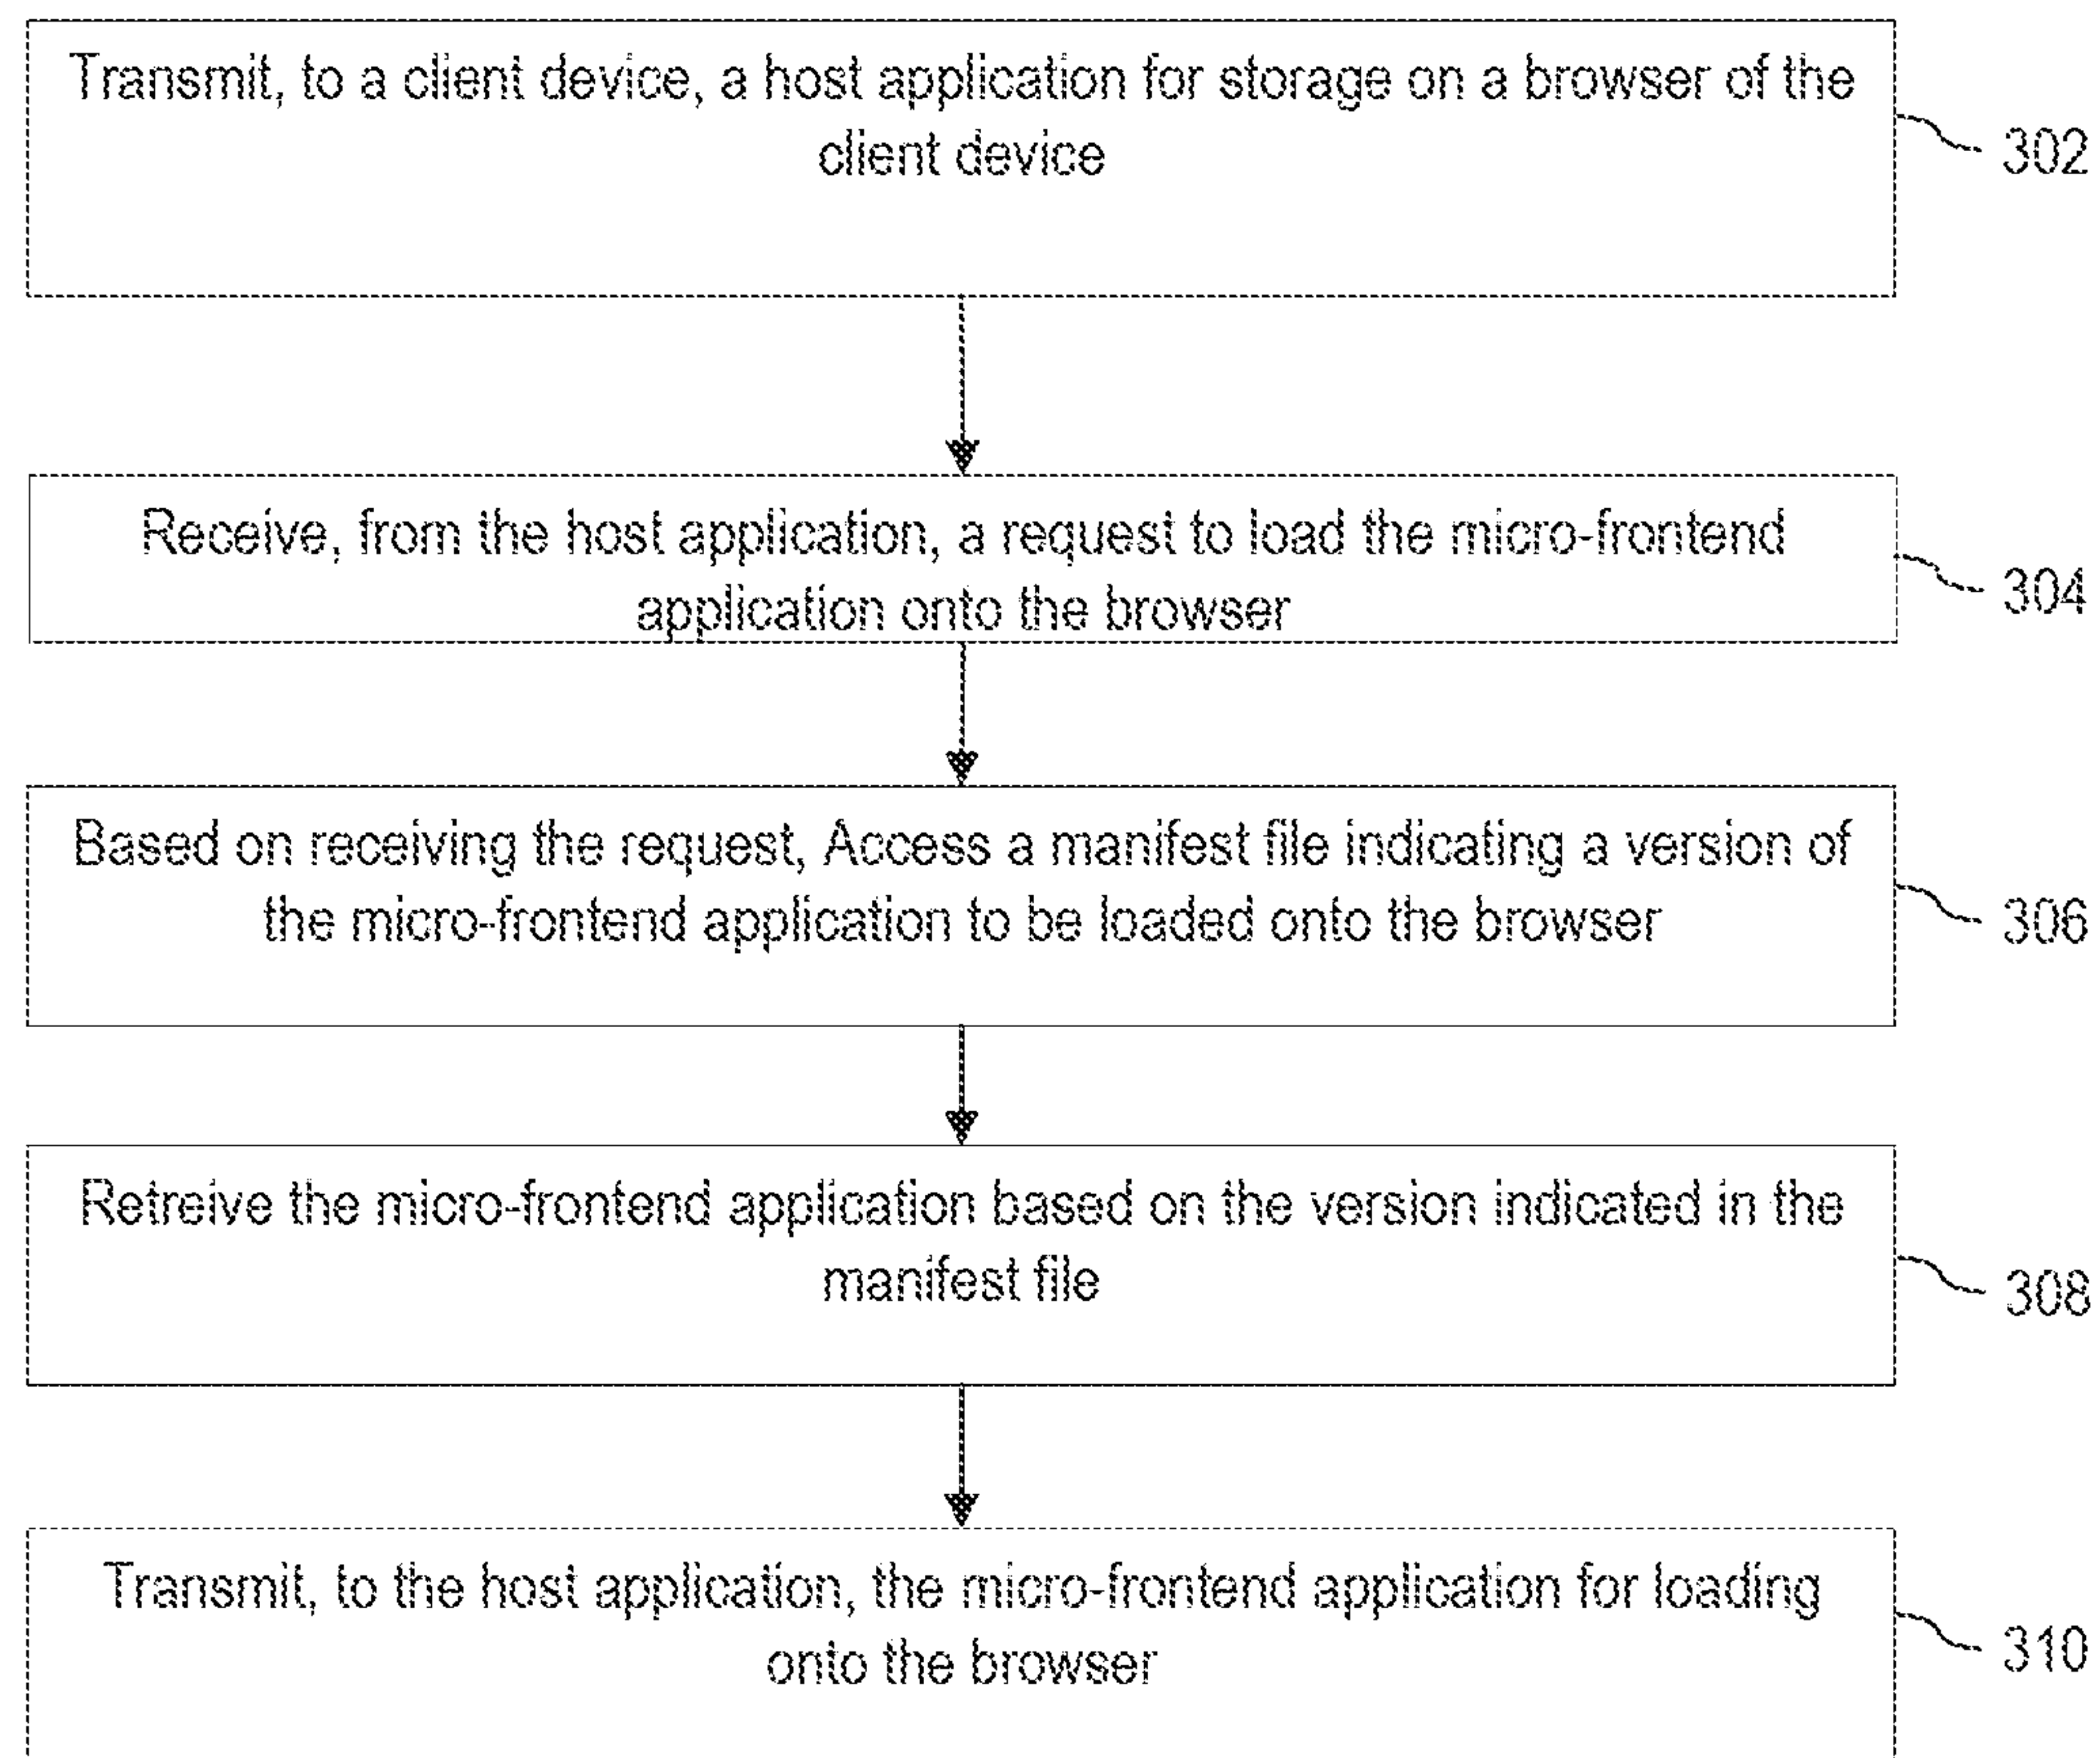 Transmit, to a client device, a host application for storage on a browser of the
client device
302
Receive, from the host application, a request to load the micro-frontend
application onto the browser
304
Based on receiving the request, Access a manifest file indicating a version of
the micro-frontend application to be loaded onto the browser
306
Retreive the micro-frontend application based on the version indicated in the
manifest file
308
Transmit, to the host application, the micro-frontend application for loading
onto the browser
310